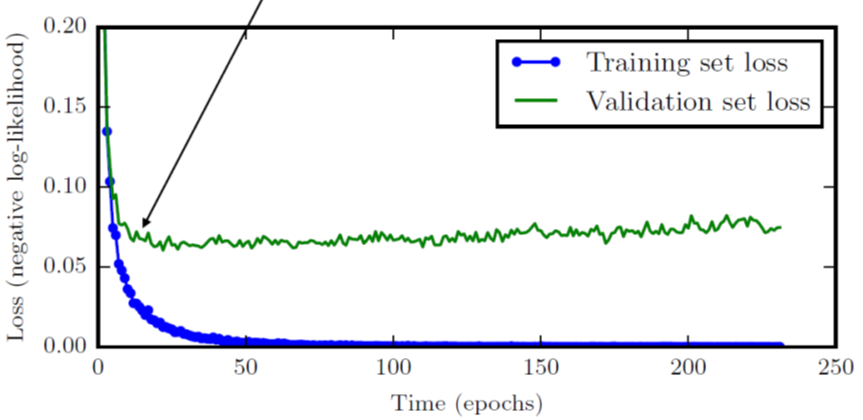 0.20
Training set loss
Validation set loss
0.15
0.10
0.05
0.00
Loss (negative log-likelihood)
0 50 100 150 200 250
Time (epochs)